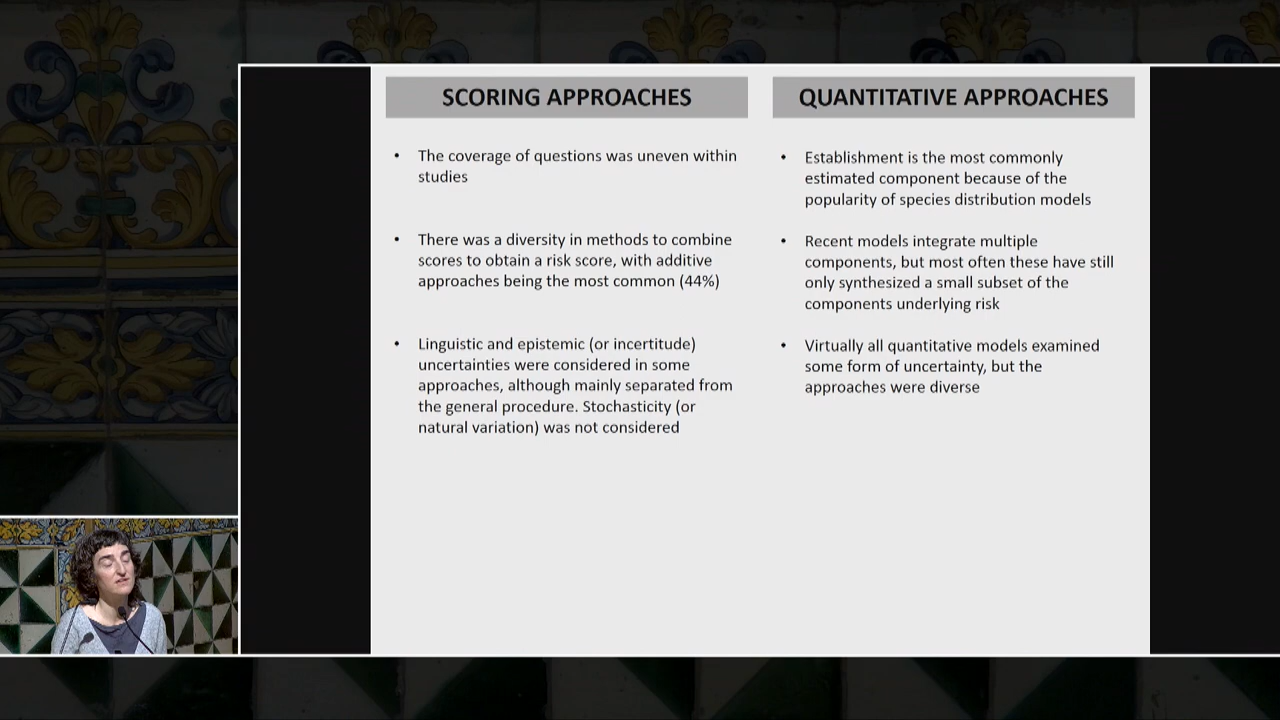 SCORING APPROACHES
• The coverage of questions was uneven within
studies
• There was a diversity in methods to combine
scores to obtain a risk score, with additive
approaches being the most common (44%)
• Linguistic and epistemic (or incertitude)
uncertainties were considered in some
approaches, although mainly separated from
the general procedure. Stochasticity (or
natural variation) was not considered
QUANTITATIVE APPROACHES
• Establishment is the most commonly
estimated component because of the
popularity of species distribution models
• Recent models integrate multiple
components, but most often these have still
only synthesized a small subset of the
components underlying risk
• Virtually all quantitative models examined
some form of uncertainty, but the
approaches were diverse